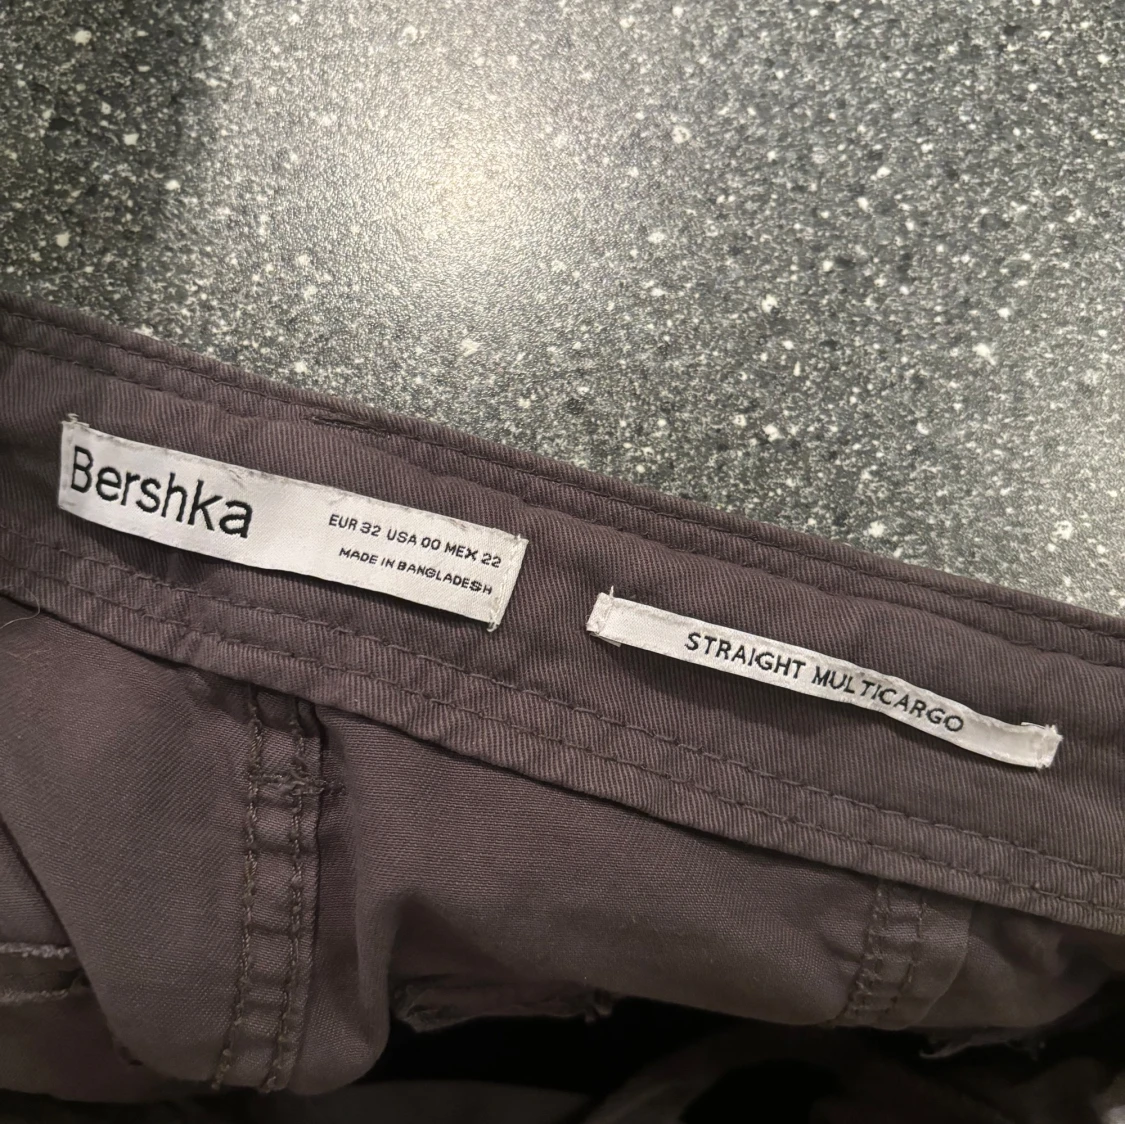 Bershka
EUR 32 USA 00 MEX 22
MADE IN BANGLADESH
STRAIGHT MULTICARGO